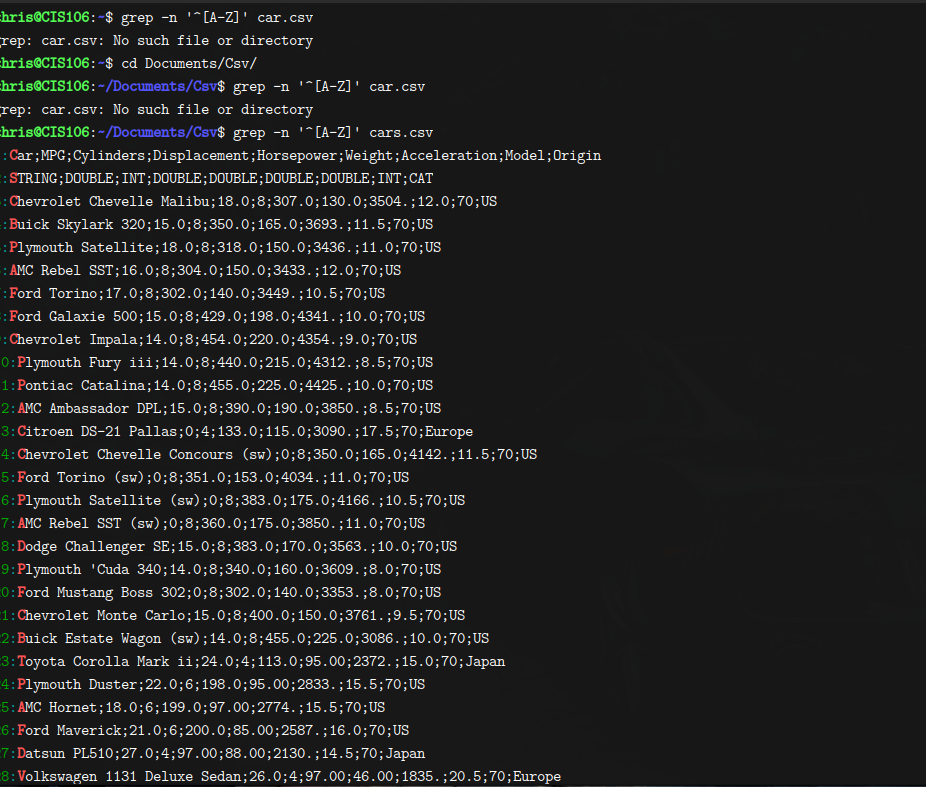 hris@CIS106:~$ grep -n '^[A-Z]' car.csv
rep: car.csv: No such file or directory
hris@CIS106:~$ cd Documents/Csv/
hris@CIS106:~/Documents/Csv$ grep -n '^[A-Z]' car.csv
rep: car.csv: No such file or directory
hris@CIS106:~/Documents/Csv$ grep -n '^[A-Z]' cars.csv
:Car;MPG;Cylinders;Displacement;Horsepower;Weight;Acceleration;Model;Origin
:STRING;DOUBLE;INT;DOUBLE;DOUBLE;DOUBLE;DOUBLE;INT;CAT
:Chevrolet Chevelle Malibu;18.0;8;307.0;130.0;3504.;12.0;70;US
:Buick Skylark 320;15.0;8;350.0;165.0;3693.;11.5;70;US
:Plymouth Satellite;18.0;8;318.0;150.0;3436.;11.0;70;US
:AMC Rebel SST;16.0;8;304.0;150.0;3433.;12.0;70;US
:Ford Torino;17.0;8;302.0;140.0;3449.;10.5;70;US
:Ford Galaxie 500;15.0;8;429.0;198.0;4341.;10.0;70;US
:Chevrolet Impala;14.0;8;454.0;220.0;4354.;9.0;70;US
0:Plymouth Fury iii;14.0;8;440.0;215.0;4312.;8.5;70;US
1:Pontiac Catalina;14.0;8;455.0;225.0;4425.;10.0;70;US
2:AMC Ambassador DPL;15.0;8;390.0;190.0;3850.;8.5;70;US
3:Citroen DS-21 Pallas;0;4;133.0;115.0;3090.;17.5;70;Europe
4:Chevrolet Chevelle Concours (sw);0;8;350.0;165.0;4142.;11.5;70;US
5:Ford Torino (sw);0;8;351.0;153.0;4034.;11.0;70;US
6:Plymouth Satellite (sw);0;8;383.0;175.0;4166.;10.5;70;US
7:AMC Rebel SST (sw);0;8;360.0;175.0;3850.;11.0;70;US
8:Dodge Challenger SE;15.0;8;383.0;170.0;3563.;10.0;70;US
9:Plymouth 'Cuda 340;14.0;8;340.0;160.0;3609.;8.0;70;US
20:Ford Mustang Boss 302;0;8;302.0;140.0;3353.;8.0;70;US
21:Chevrolet Monte Carlo;15.0;8;400.0;150.0;3761.;9.5;70;US
22:Buick Estate Wagon (sw);14.0;8;455.0;225.0;3086.;10.0;70;US
23:Toyota Corolla Mark ii;24.0;4;113.0;95.00;2372.;15.0;70;Japan
24:Plymouth Duster;22.0;6;198.0;95.00;2833.;15.5;70;US
25:AMC Hornet;18.0;6;199.0;97.00;2774.;15.5;70;US
26:Ford Maverick;21.0;6;200.0;85.00;2587.;16.0;70;US
27:Datsun PL510;27.0;4;97.00;88.00;2130.;14.5;70;Japan
28:Volkswagen 1131 Deluxe Sedan;26.0;4;97.00;46.00;1835.;20.5;70;Europe